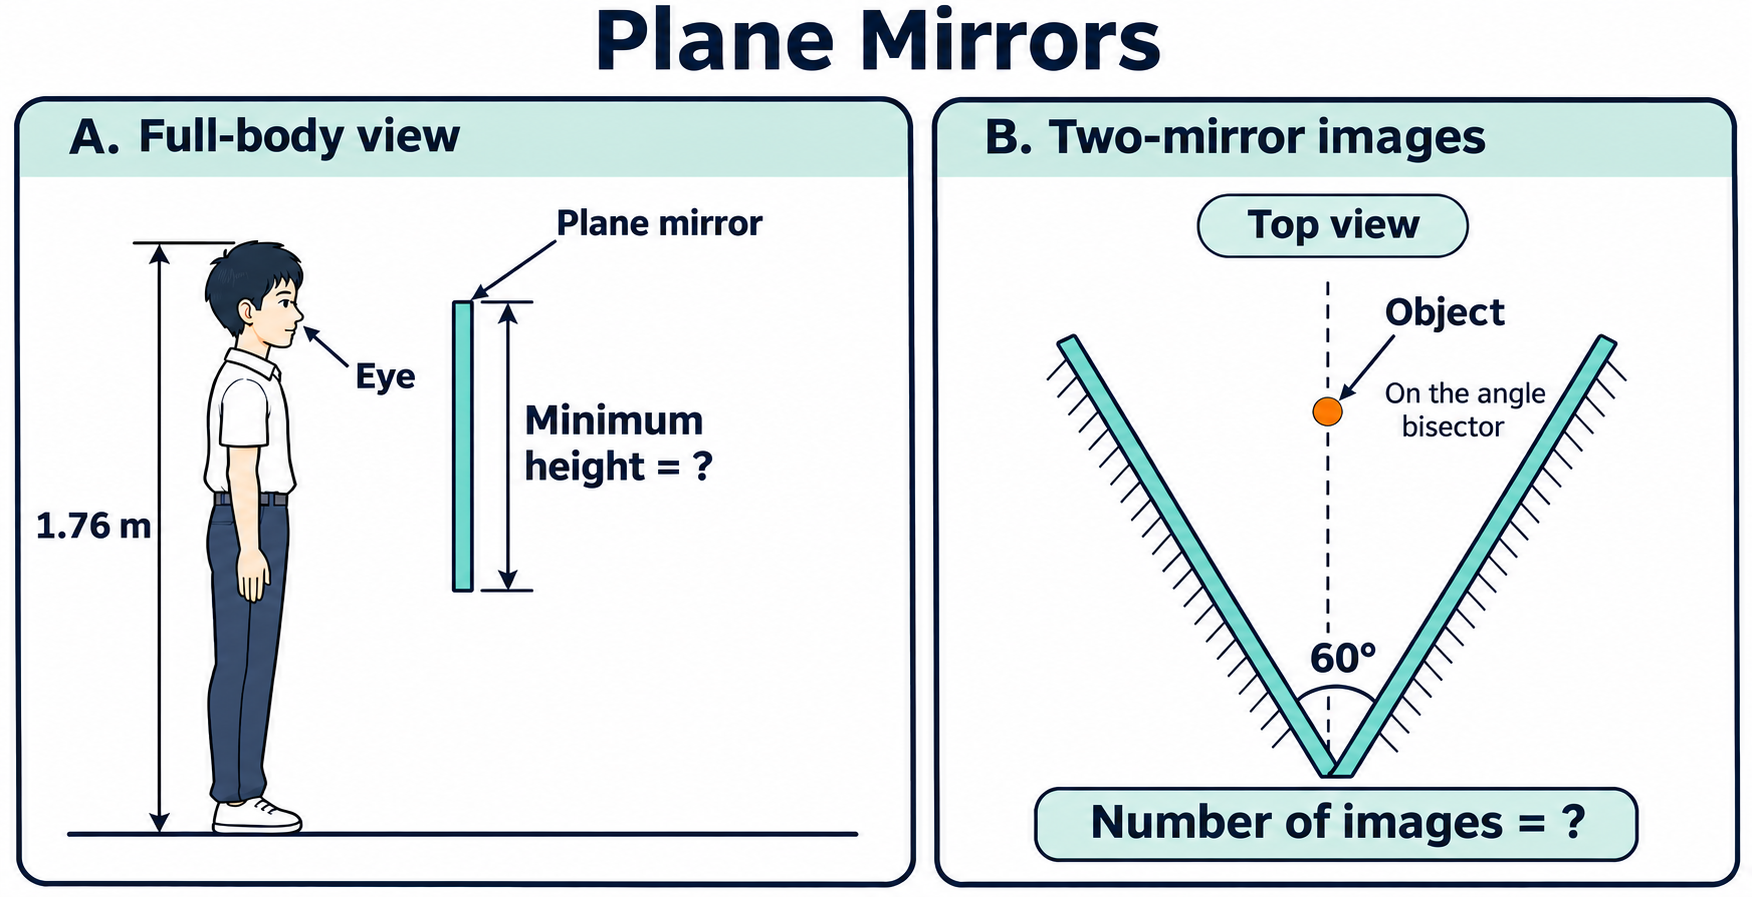 Plane Mirrors
A. Full-body view
Plane mirror
Eye
Minimum
height = ?
1.76 m
B. Two-mirror images
Top view
Object
On the angle
bisector
60°
Number of images = ?